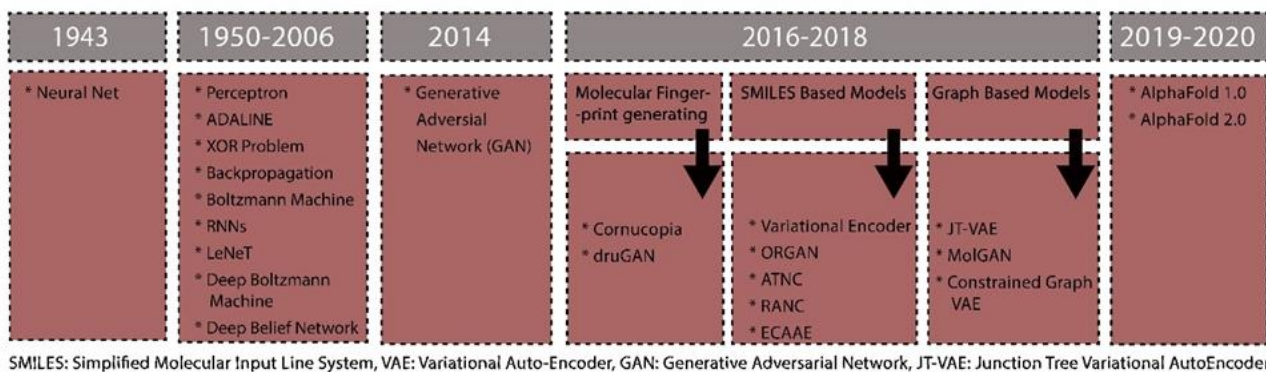 1943
* Neural Net
1950-2006
* Perceptron
* ADALINE
* XOR Problem
* Backpropagation
* Boltzmann Machine
* RNNs
* LeNeT
* Deep Boltzmann
Machine
* Deep Belief Network
2014
* Generative
Adversial
Network (GAN)
2016-2018
Molecular Finger-
-print generating
* Cornucopia
* druGAN
SMILES Based Models
* Variational Encoder
* ORGAN
* ATNC
* RANC
* ECAAE
Graph Based Models
* JT-VAE
* MolGAN
* Constrained Graph
VAE
2019-2020
* AlphaFold 1.0
* AlphaFold 2.0
SMILES: Simplified Molecular Input Line System, VAE: Variational Auto-Encoder, GAN: Generative Adversarial Network, JT-VAE: Junction Tree Variational AutoEncoder